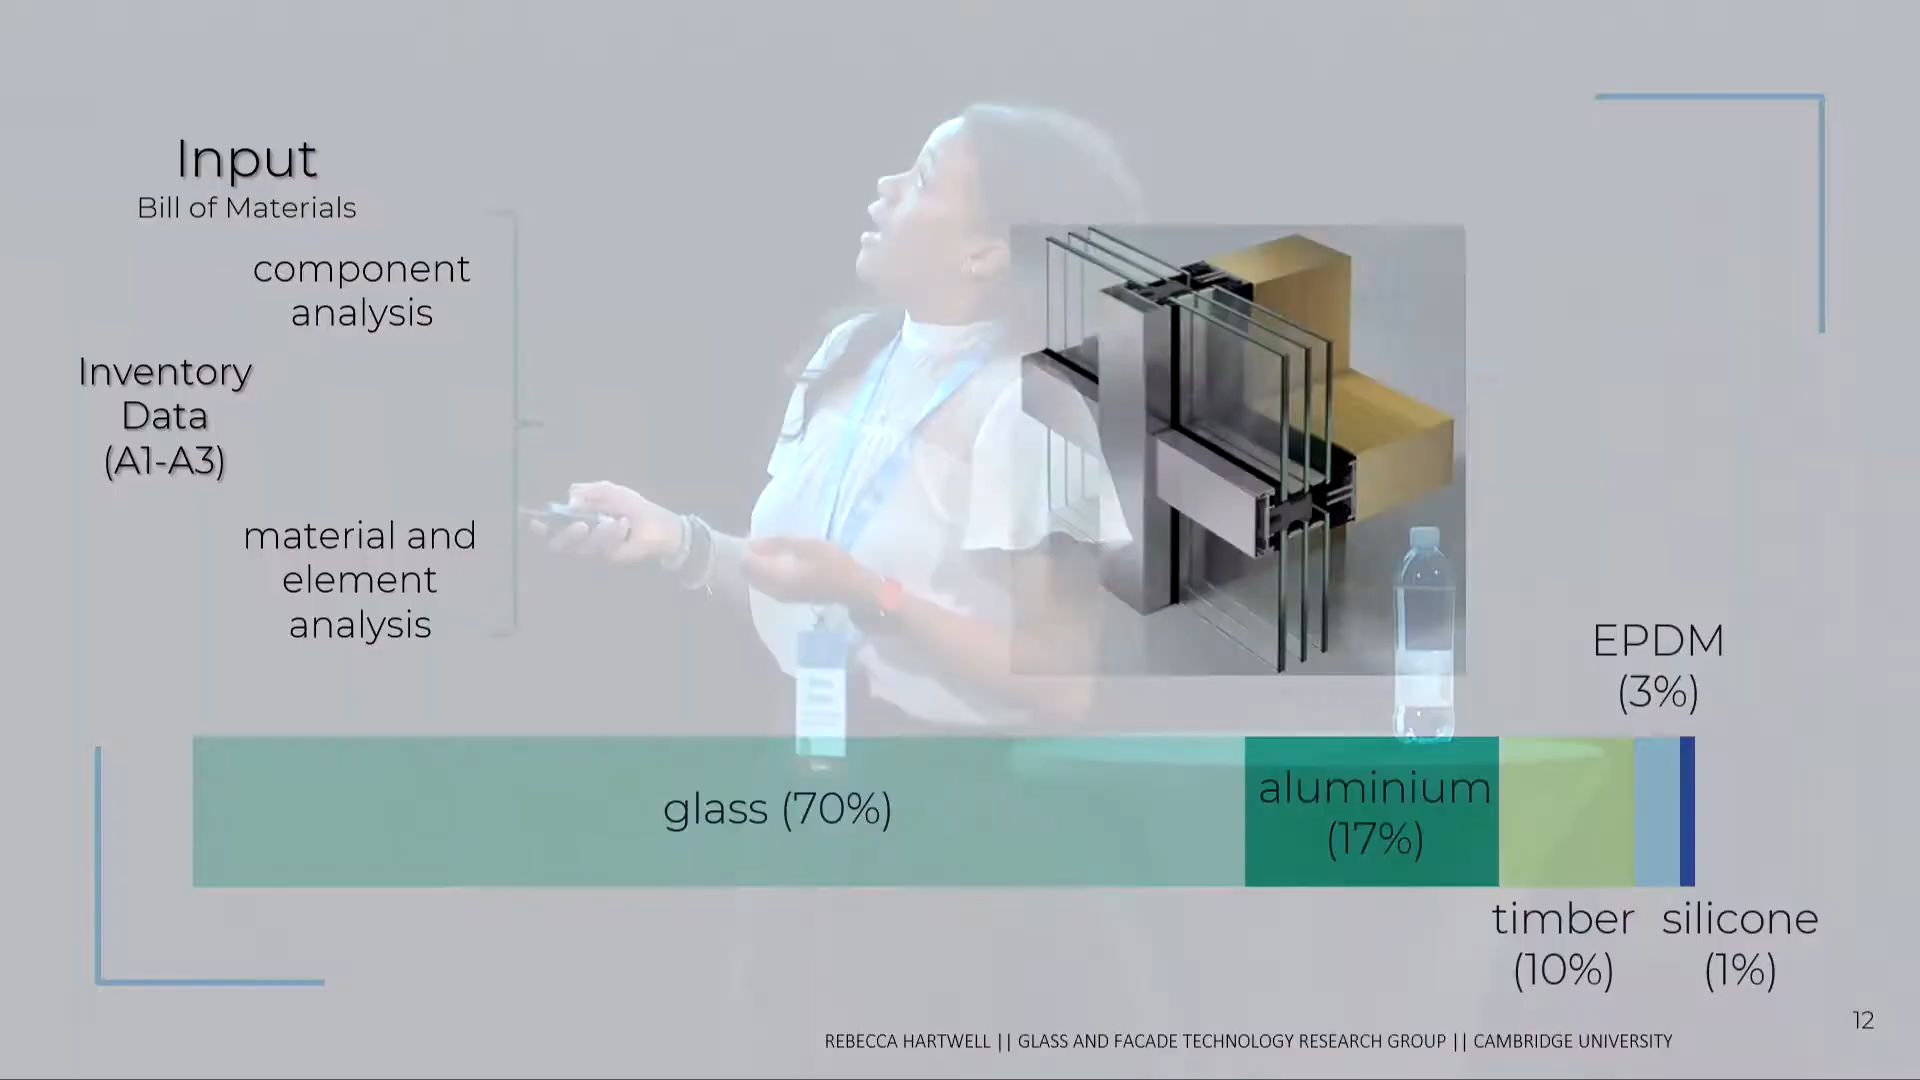 Input
Bill of Materials
component
analysis
Inventory
Data
(A1-A3)
material and
element
analysis
EPDM
(3%)
glass (70%)
aluminium
(17%)
timber
(10%)
silicone
(1%)
12
REBECCA HARTWELL || GLASS AND FACADE TECHNOLOGY RESEARCH GROUP || CAMBRIDGE UNIVERSITY